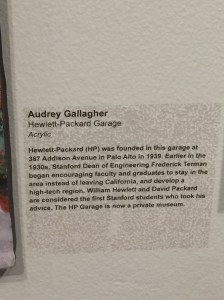 Audrey Gallagher
Hewlett-Packard Garage
Acrylic
Hewlett-Packard (HP) was founded in this garage at
367 Addison Avenue in Palo Alto in 1939. Earlier in the
1930s, Stanford Dean of Engineering Frederick Terman
began encouraging faculty and graduates to stay in the
area instead of leaving California, and develop a
high-tech region. William Hewlett and David Packard
are considered the first Stanford students who took his
advice. The HP Garage is now a private museum.